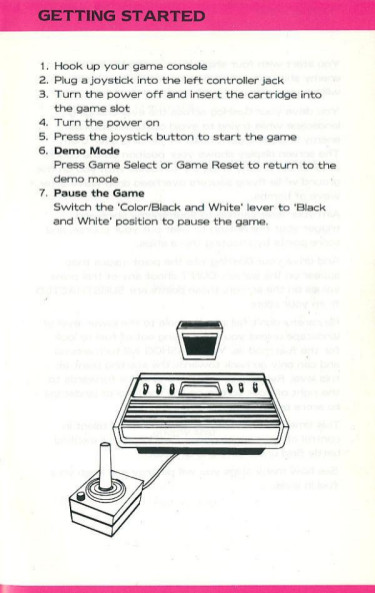 GETTING STARTED
1. Hook up your game console
2. Plug a joystick into the left controller jack
3. Turn the power off and insert the cartridge into
the game slot
4. Turn the power on
5. Press the joystick button to start the game
6. Demo Mode
Press Game Select or Game Reset to return to the
demo mode
7. Pause the Game
Switch the 'Color/Black and White' lever to 'Black
and White' position to pause the game.